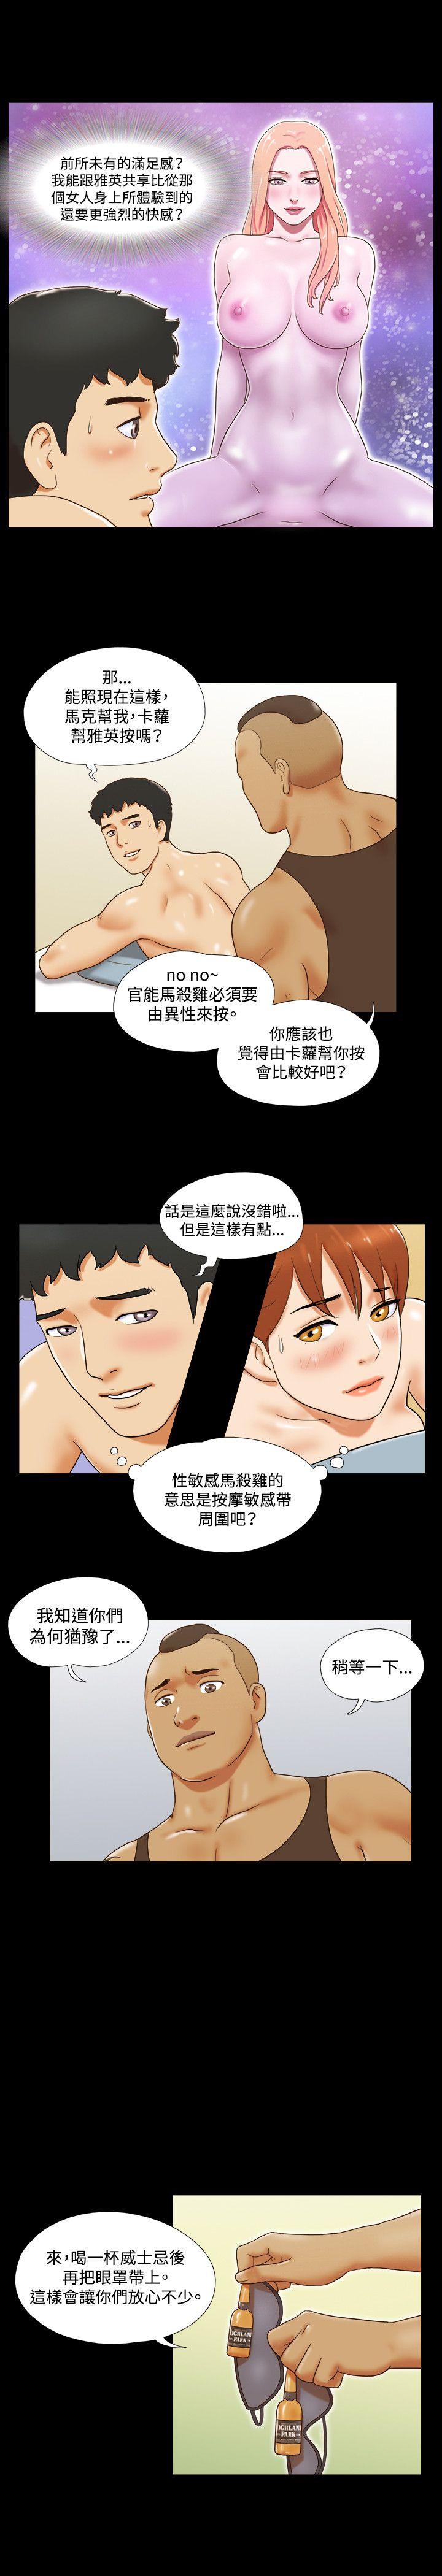 前所未有的滿足感？
我能跟雅英共享比從那
個女人身上所體驗到的
還要更強烈的快感？
那...
能照現在這樣，
馬克幫我，卡蘿
幫雅英按嗎？
no no~
官能馬殺雞必須要
由異性來按。
你應該也
覺得由卡蘿幫你按
會比較好吧？
話是這麼說沒錯啦...
但是這樣有點...
性敏感馬殺雞的
意思是按摩敏感帶
周圍吧？
我知道你們
為何猶豫了...
稍等一下...
來，喝一杯威士忌後
再把眼罩帶上。
這樣會讓你們放心不少。
HIGHLAND
PARK
HIGHLAND
PARK